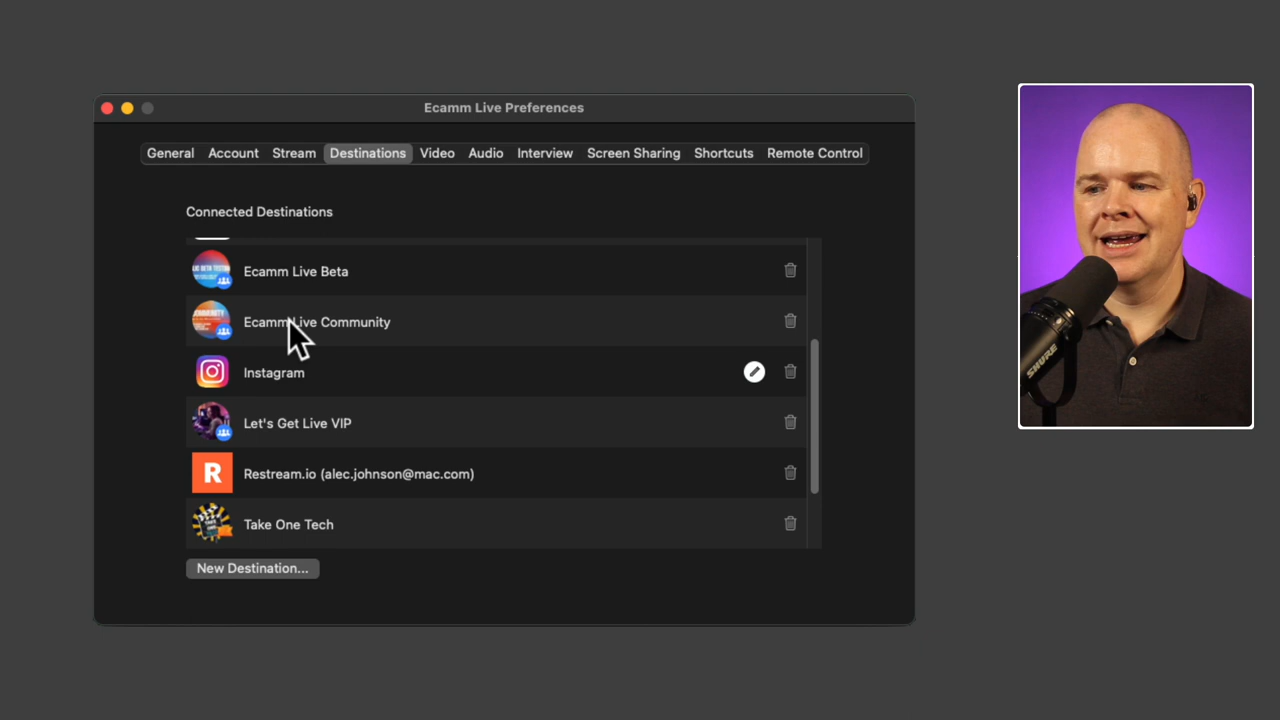 Ecamm Live Preferences
General Account Stream Destinations Video Audio Interview Screen Sharing Shortcuts Remote Control
Connected Destinations
Ecamm Live Beta
Ecamm Live Community
Instagram
Let's Get Live VIP
R Restream.io (alec.johnson@mac.com)
Take One Tech
New Destination...
SHURE